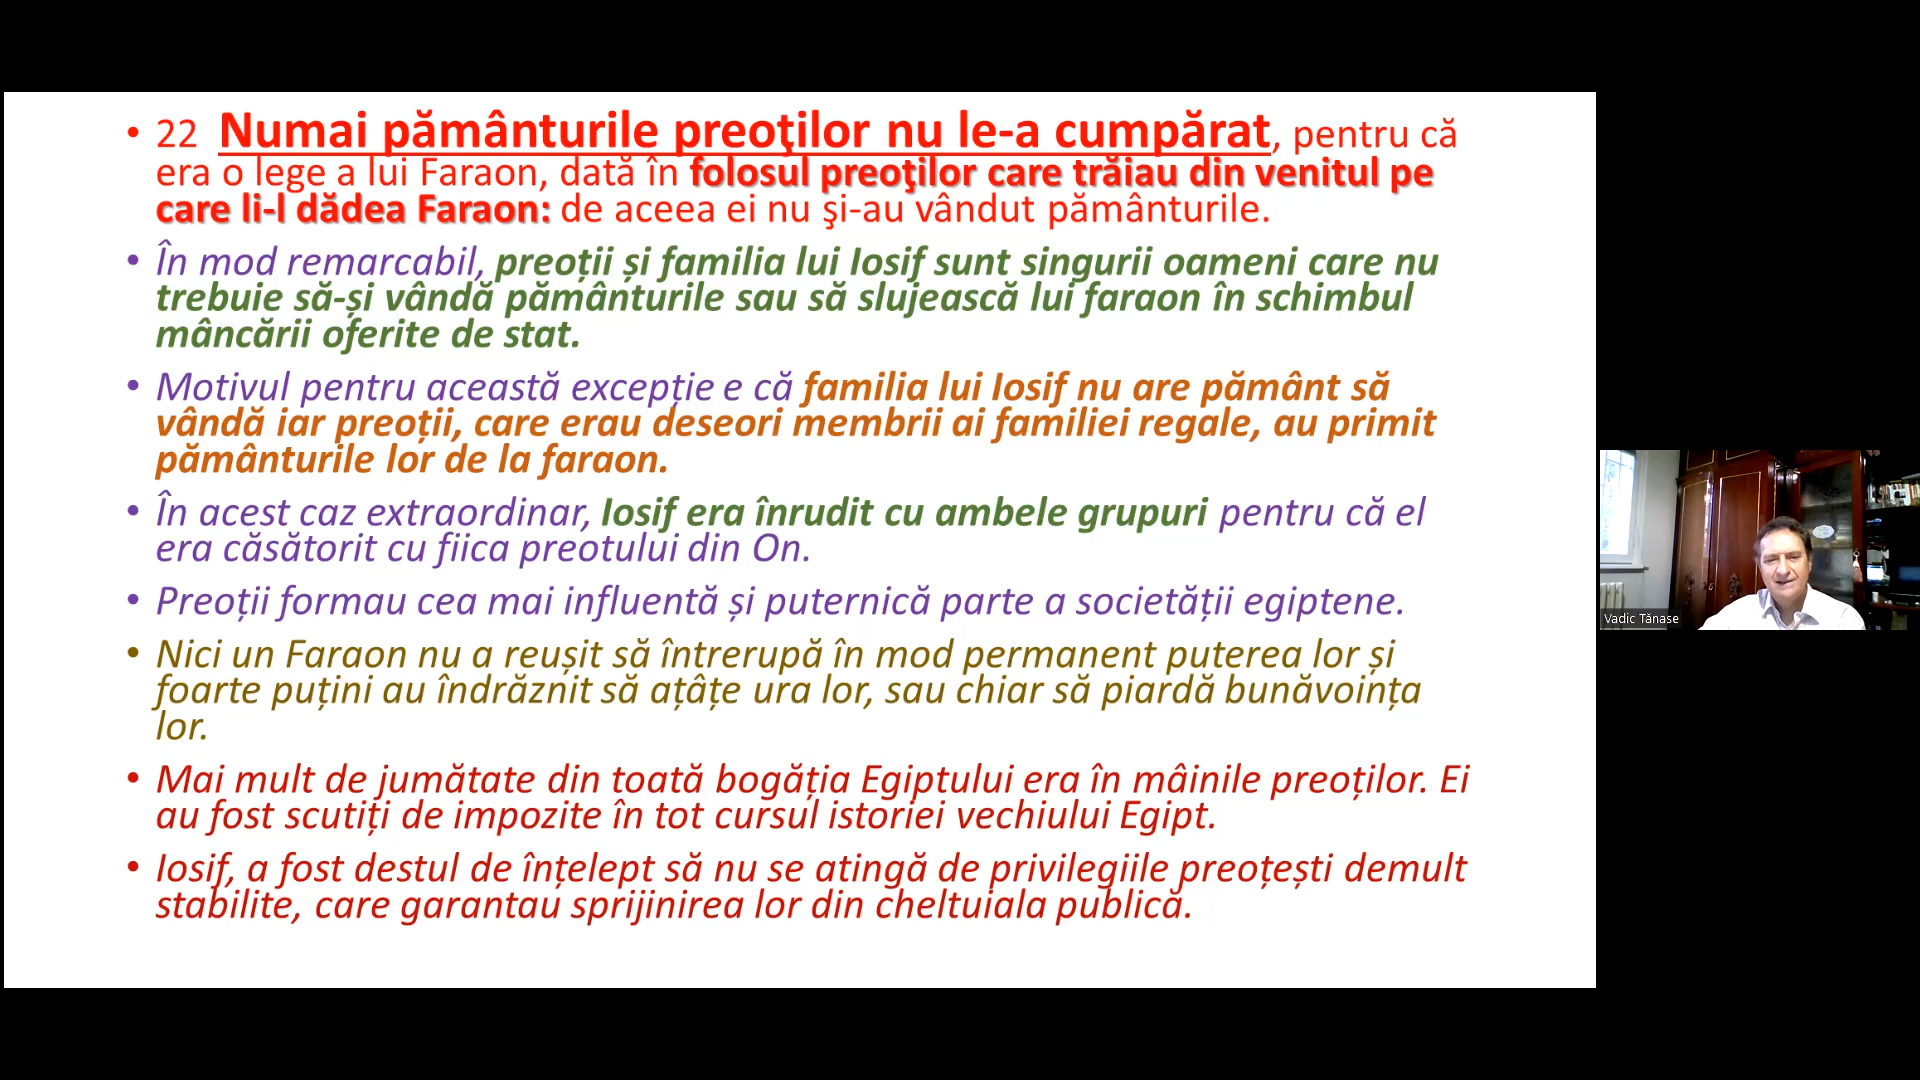 • 22 Numai pământurile preoţilor nu le-a cumpărat, pentru că
era o lege a lui Faraon, dată în folosul preoţilor care trăiau din venitul pe
care li-l dădea Faraon: de aceea ei nu şi-au vândut pământurile.
• În mod remarcabil, preoții și familia lui Iosif sunt singurii oameni care nu
trebuie să-și vândă pământurile sau să slujească lui faraon în schimbul
mâncării oferite de stat.
• Motivul pentru această excepție e că familia lui Iosif nu are pământ să
vândă iar preoții, care erau deseori membrii ai familiei regale, au primit
pământurile lor de la faraon.
• În acest caz extraordinar, Iosif era înrudit cu ambele grupuri pentru că el
era căsătorit cu fiica preotului din On.
• Preoții formau cea mai influentă și puternică parte a societății egiptene.
• Nici un Faraon nu a reușit să întrerupă în mod permanent puterea lor și
foarte puțini au îndrăznit să ațâțe ura lor, sau chiar să piardă bunăvoința
lor.
• Mai mult de jumătate din toată bogăția Egiptului era în mâinile preoților. Ei
au fost scutiți de impozite în tot cursul istoriei vechiului Egipt.
• Iosif, a fost destul de înțelept să nu se atingă de privilegiile preoțești demult
stabilite, care garantau sprijinirea lor din cheltuiala publică.
Vadic Tănase